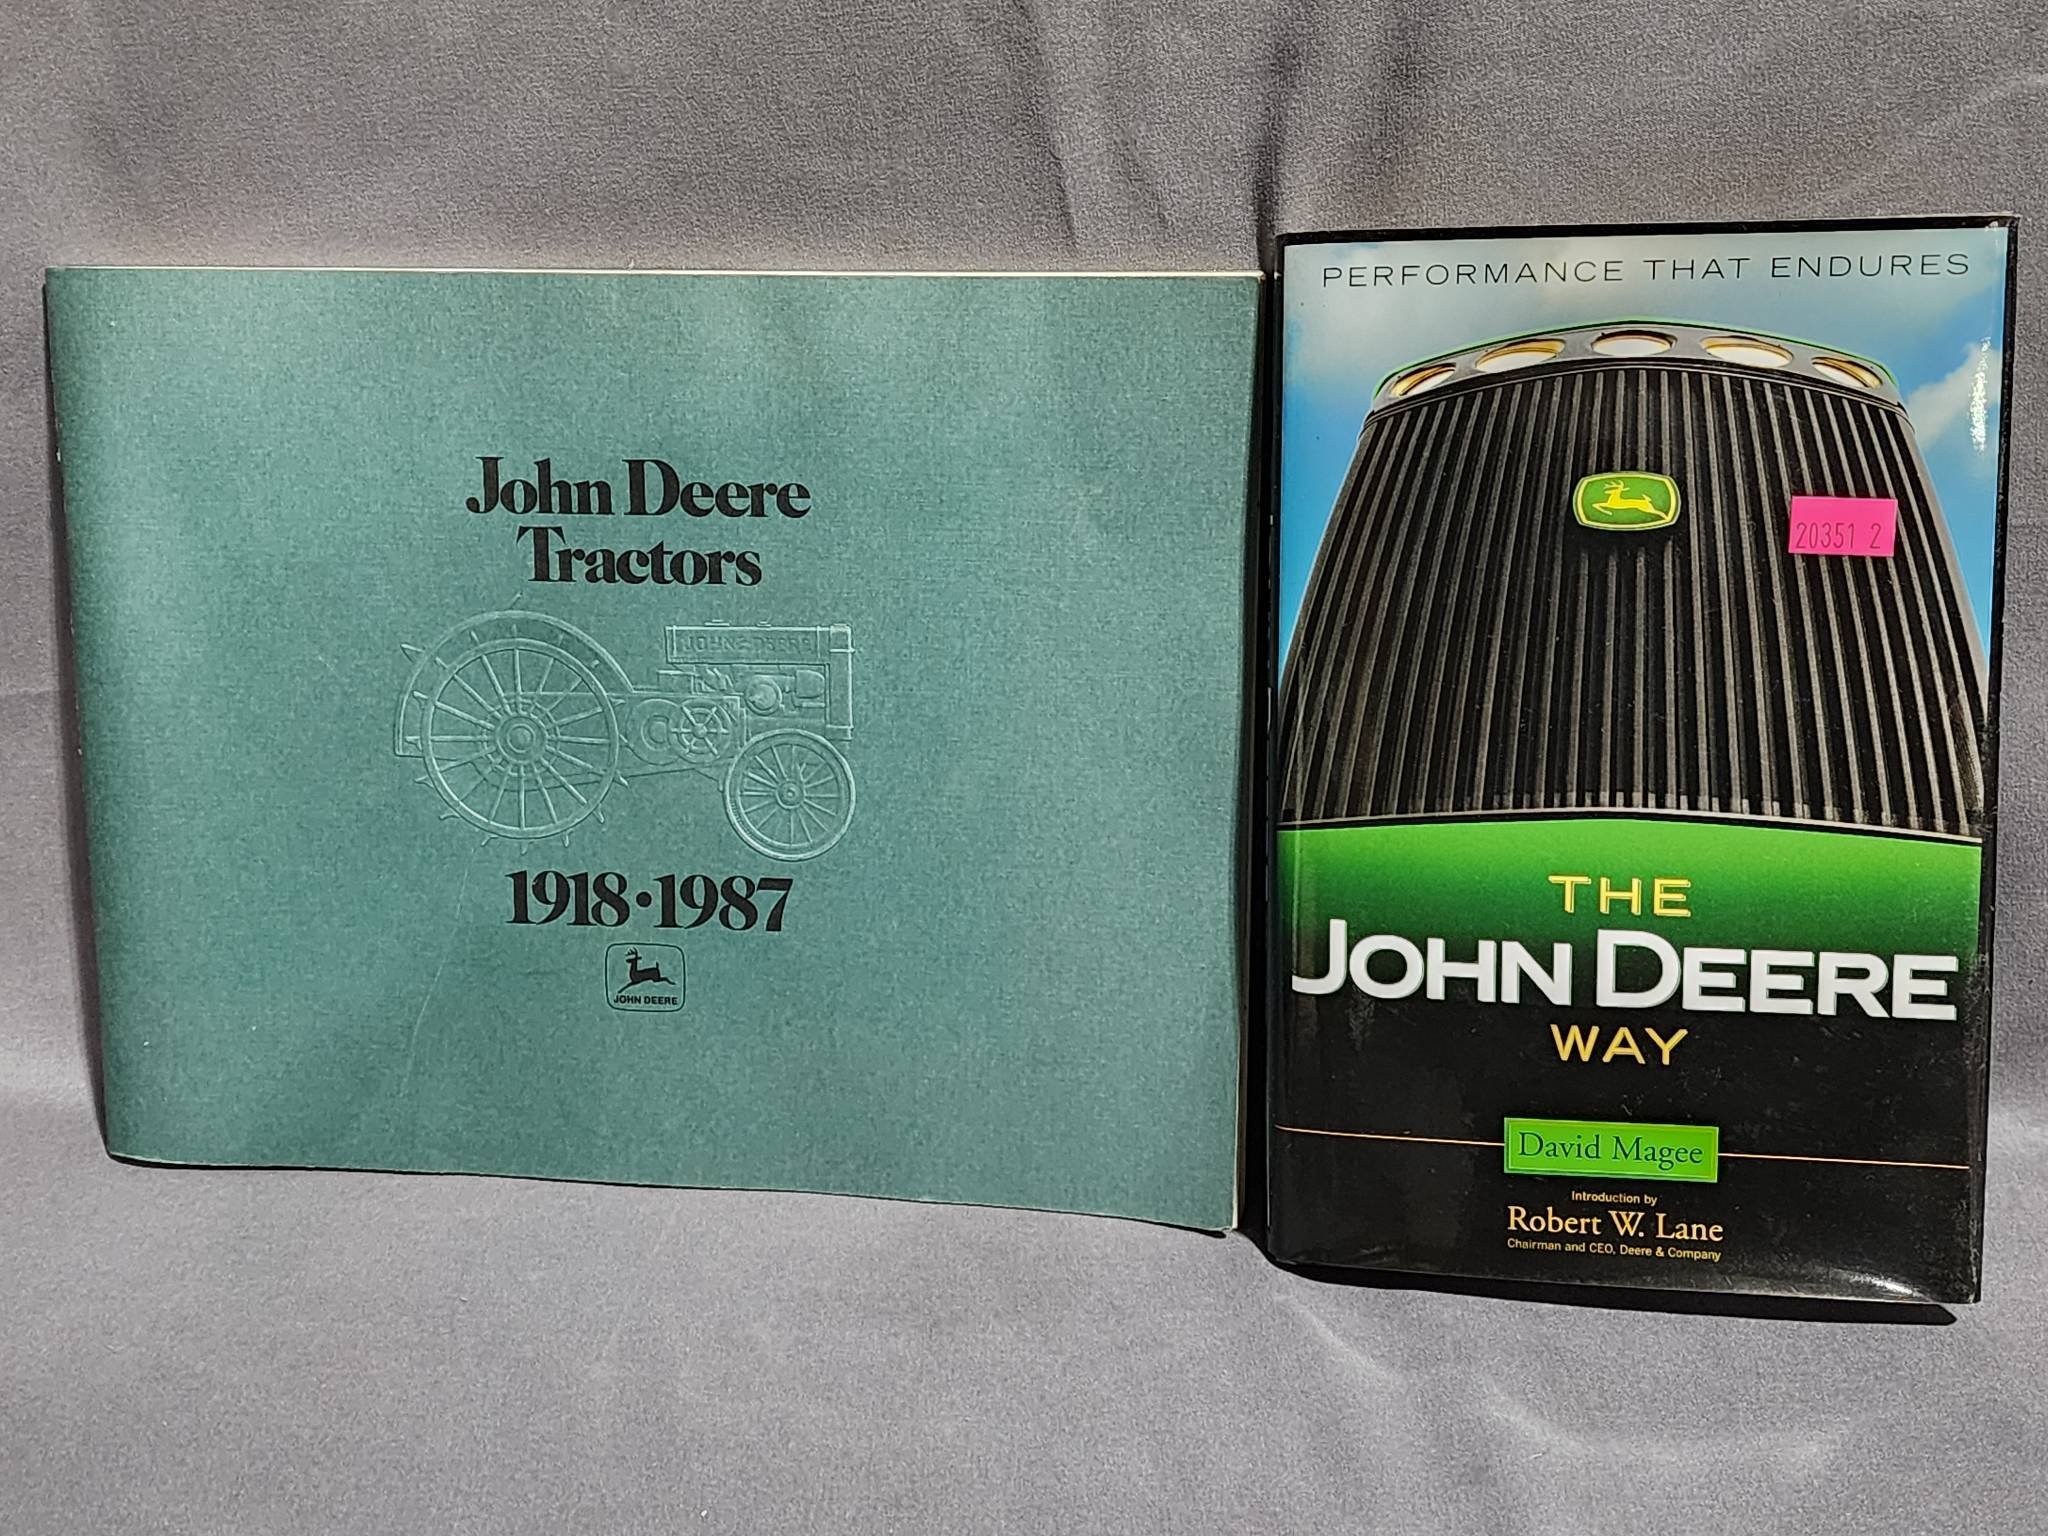 John Deere
Tractors
JOHN DEERE
1918·1987
JOHN DEERE
PERFORMANCE THAT ENDURES
20351 2
THE
JOHN DEERE
WAY
David Magee
Introduction by
Robert W. Lane
Chairman and CEO, Deere & Company